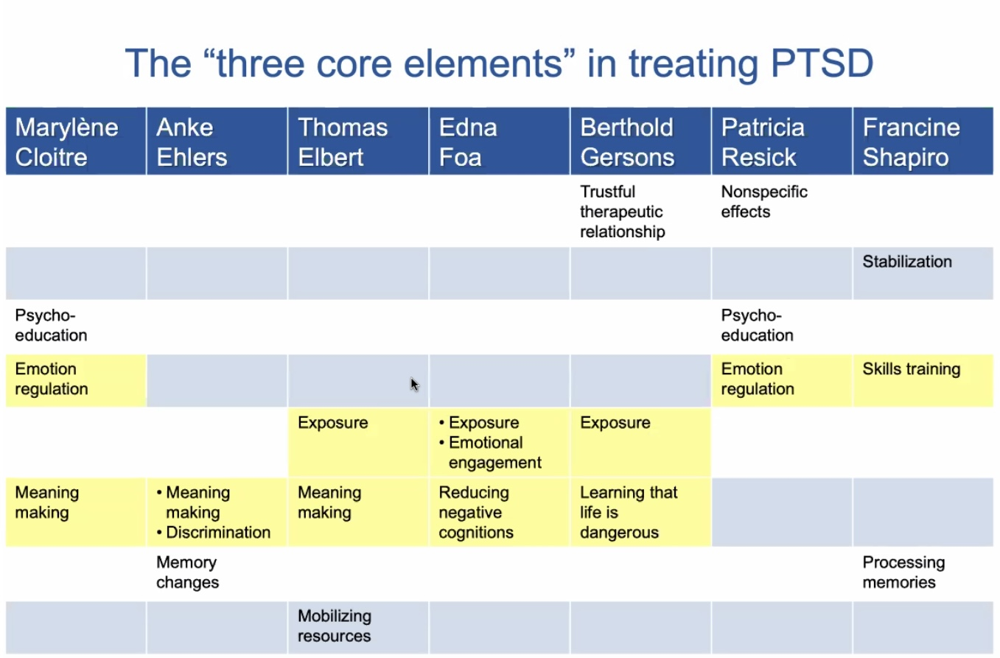 The “three core elements” in treating PTSD
Marylène
Cloitre
Anke
Ehlers
Thomas
Elbert
Edna
Foa
Berthold
Gersons
Patricia
Resick
Francine
Shapiro
Trustful
therapeutic
relationship
Nonspecific
effects
Stabilization
Psycho-
education
Psycho-
education
Emotion
regulation
Emotion
regulation
Skills training
Exposure
• Exposure
• Emotional
engagement
Exposure
Meaning
making
• Meaning
making
• Discrimination
Meaning
making
Reducing
negative
cognitions
Learning that
life is
dangerous
Memory
changes
Processing
memories
Mobilizing
resources